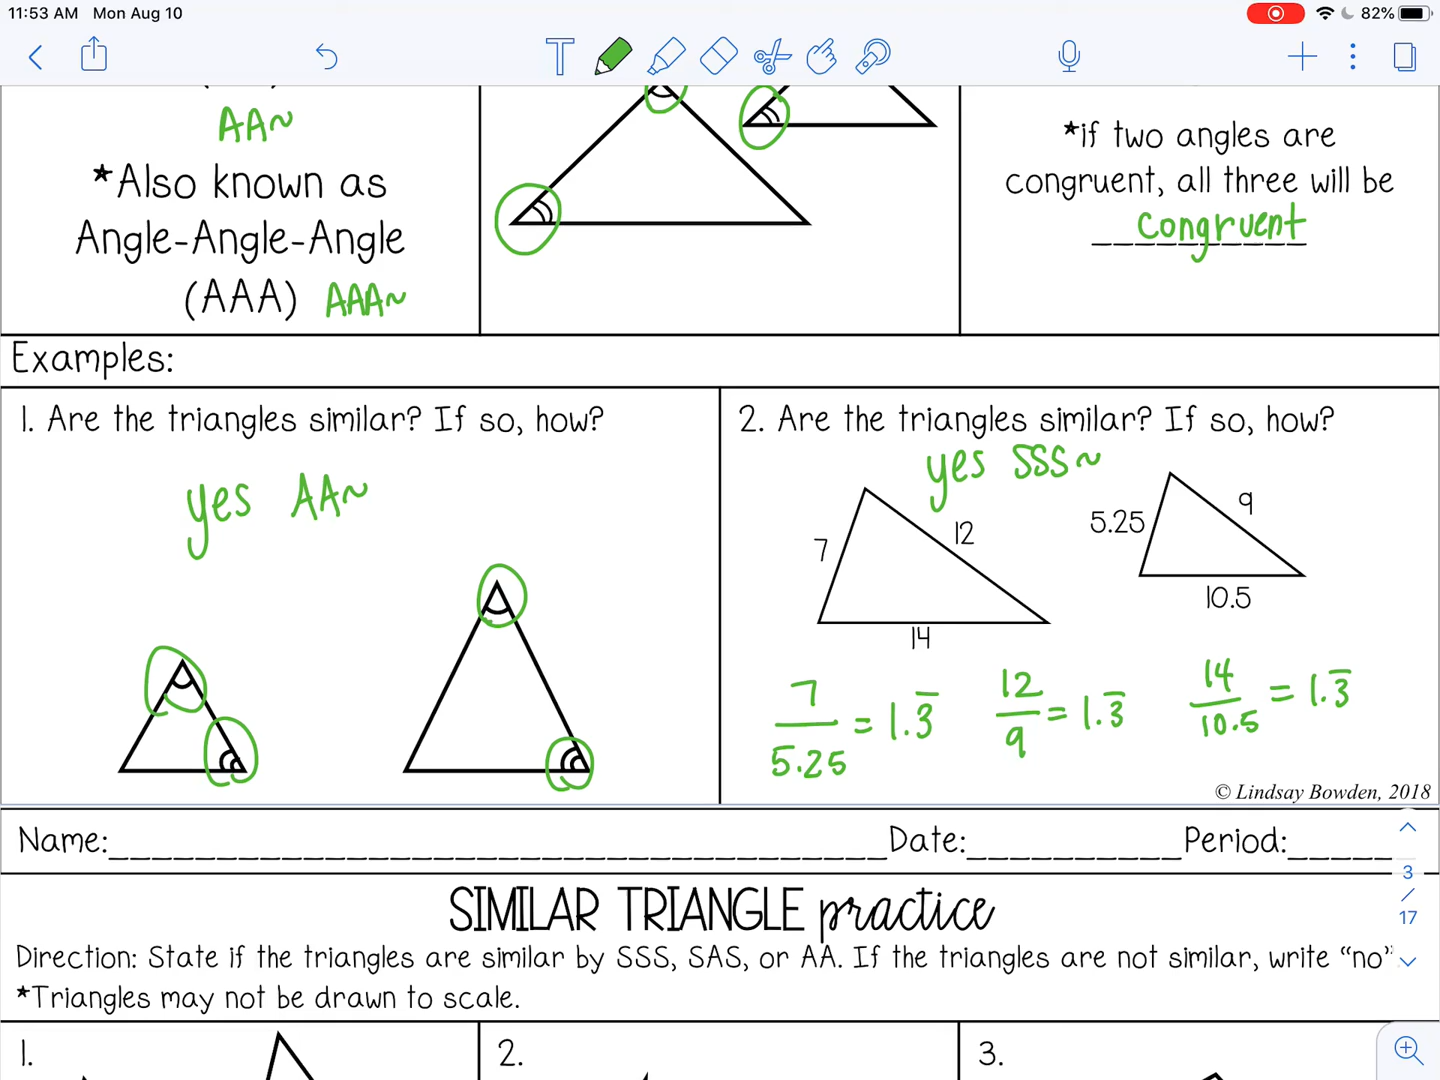 11:53 AM Mon Aug 10
82%
AA~
*Also known as
Angle-Angle-Angle
(AAA) AAA~
*if two angles are
congruent, all three will be
congruent
Examples:
1. Are the triangles similar? If so, how?
yes AA~
2. Are the triangles similar? If so, how?
yes SSS~
7
12
14
5.25
9
10.5
7/5.25 = 1.3̅
12/9 = 1.3̅
14/10.5 = 1.3̅
© Lindsay Bowden, 2018
Name:____________________ Date:__________ Period:_____
3
/
17
SIMILAR TRIANGLE practice
Direction: State if the triangles are similar by SSS, SAS, or AA. If the triangles are not similar, write “no”
*Triangles may not be drawn to scale.
1.
2.
3.